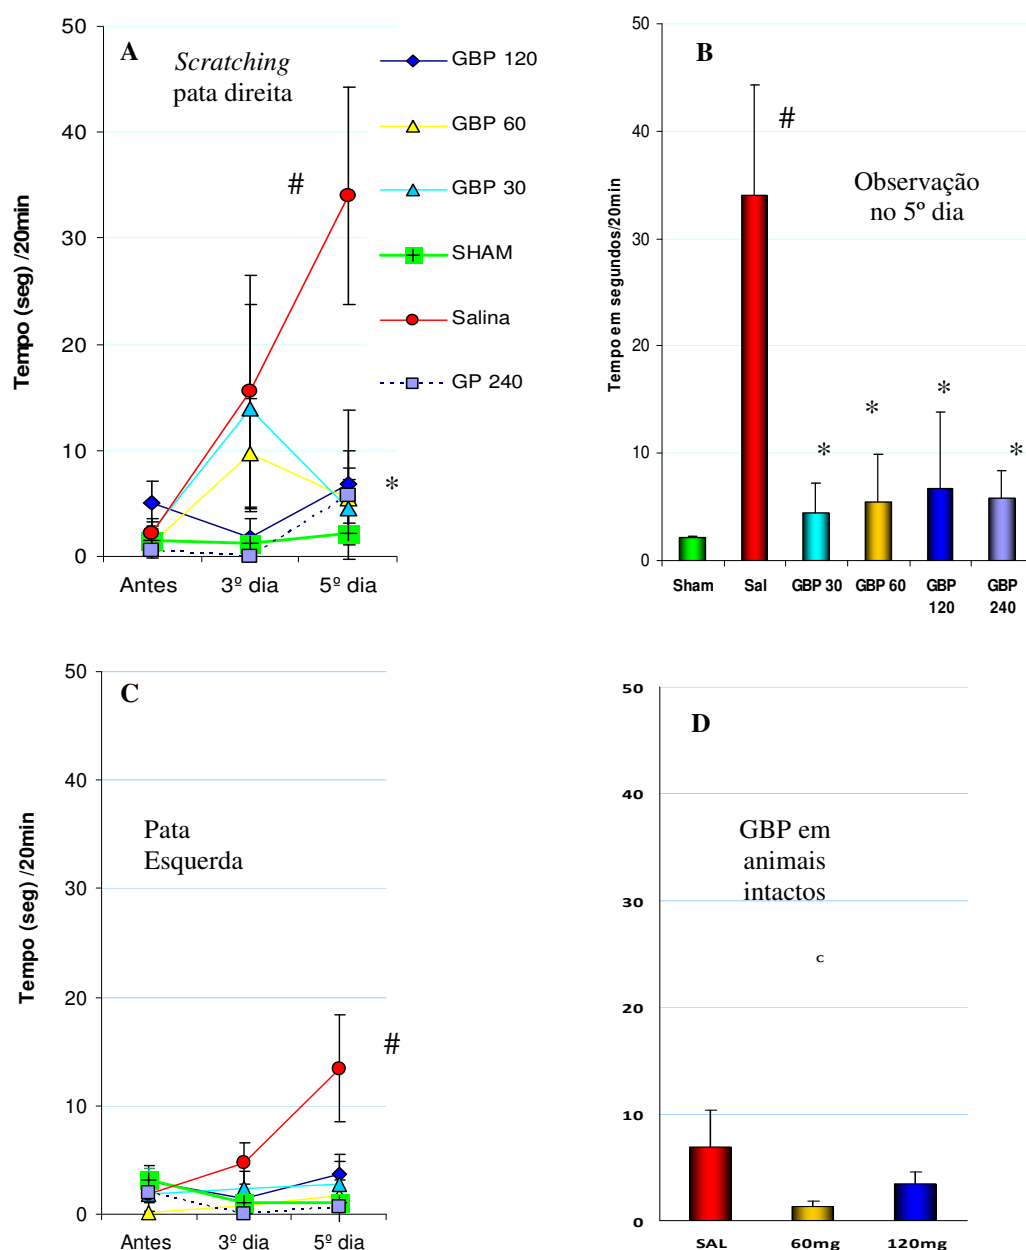 A
Scratching
pata direita
Tempo (seg) /20min
50
40
30
20
10
0
#
*
Antes
3º dia
5º dia
GBP 120
GBP 60
GBP 30
SHAM
Salina
GP 240
B
#
Observação
no 5º dia
Tempo em segundos/20min
50
40
30
20
10
0
*
*
*
*
Sham
Sal
GBP 30
GBP 60
GBP
120
GBP
240
C
Pata
Esquerda
Tempo (seg) /20min
50
40
30
20
10
0
#
Antes
3º dia
5º dia
D
GBP em
animais
intactos
C
50
40
30
20
10
0
SAL
60mg
120mg